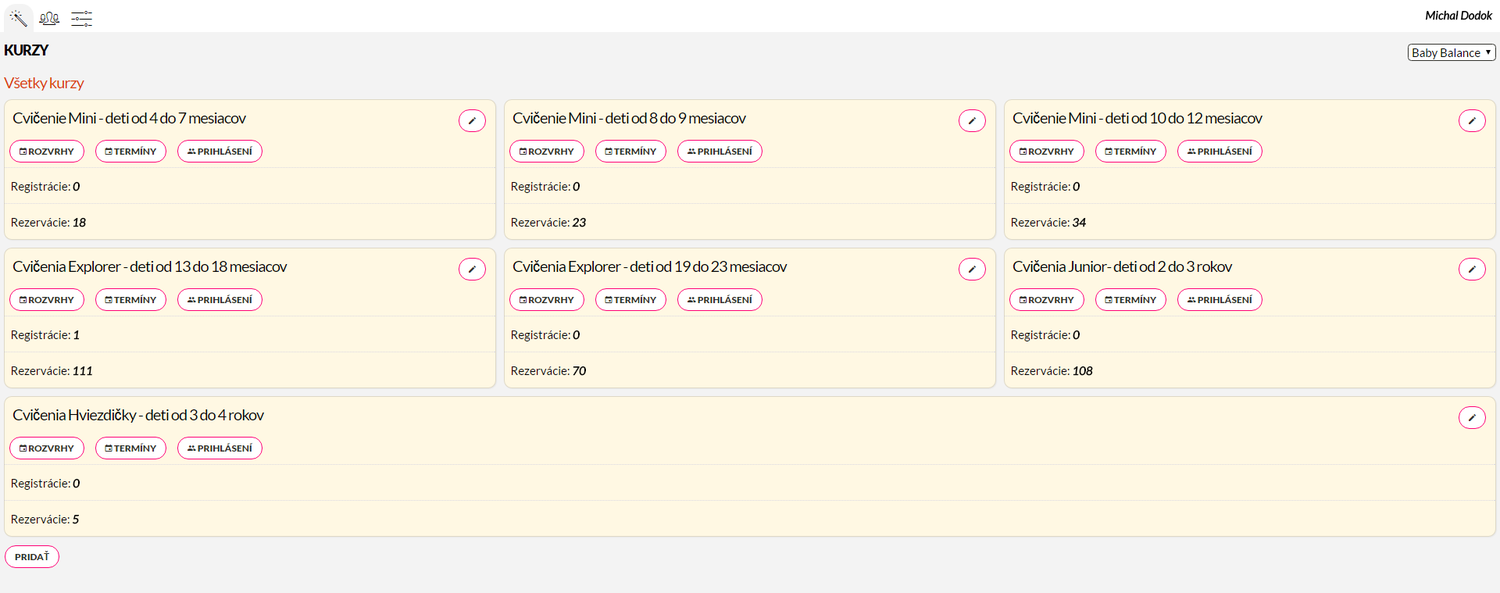 Michal Dodok
KURZY
Baby Balance
Všetky kurzy
Cvičenie Mini - deti od 4 do 7 mesiacov
ROZVRHY TERMÍNY PRIHLÁSENÍ
Registrácie: 0
Rezervácie: 18
Cvičenie Mini - deti od 8 do 9 mesiacov
ROZVRHY TERMÍNY PRIHLÁSENÍ
Registrácie: 0
Rezervácie: 23
Cvičenie Mini - deti od 10 do 12 mesiacov
ROZVRHY TERMÍNY PRIHLÁSENÍ
Registrácie: 0
Rezervácie: 34
Cvičenia Explorer - deti od 13 do 18 mesiacov
ROZVRHY TERMÍNY PRIHLÁSENÍ
Registrácie: 1
Rezervácie: 111
Cvičenia Explorer - deti od 19 do 23 mesiacov
ROZVRHY TERMÍNY PRIHLÁSENÍ
Registrácie: 0
Rezervácie: 70
Cvičenia Junior- deti od 2 do 3 rokov
ROZVRHY TERMÍNY PRIHLÁSENÍ
Registrácie: 0
Rezervácie: 108
Cvičenia Hviezdičky - deti od 3 do 4 rokov
ROZVRHY TERMÍNY PRIHLÁSENÍ
Registrácie: 0
Rezervácie: 5
PRIDAŤ